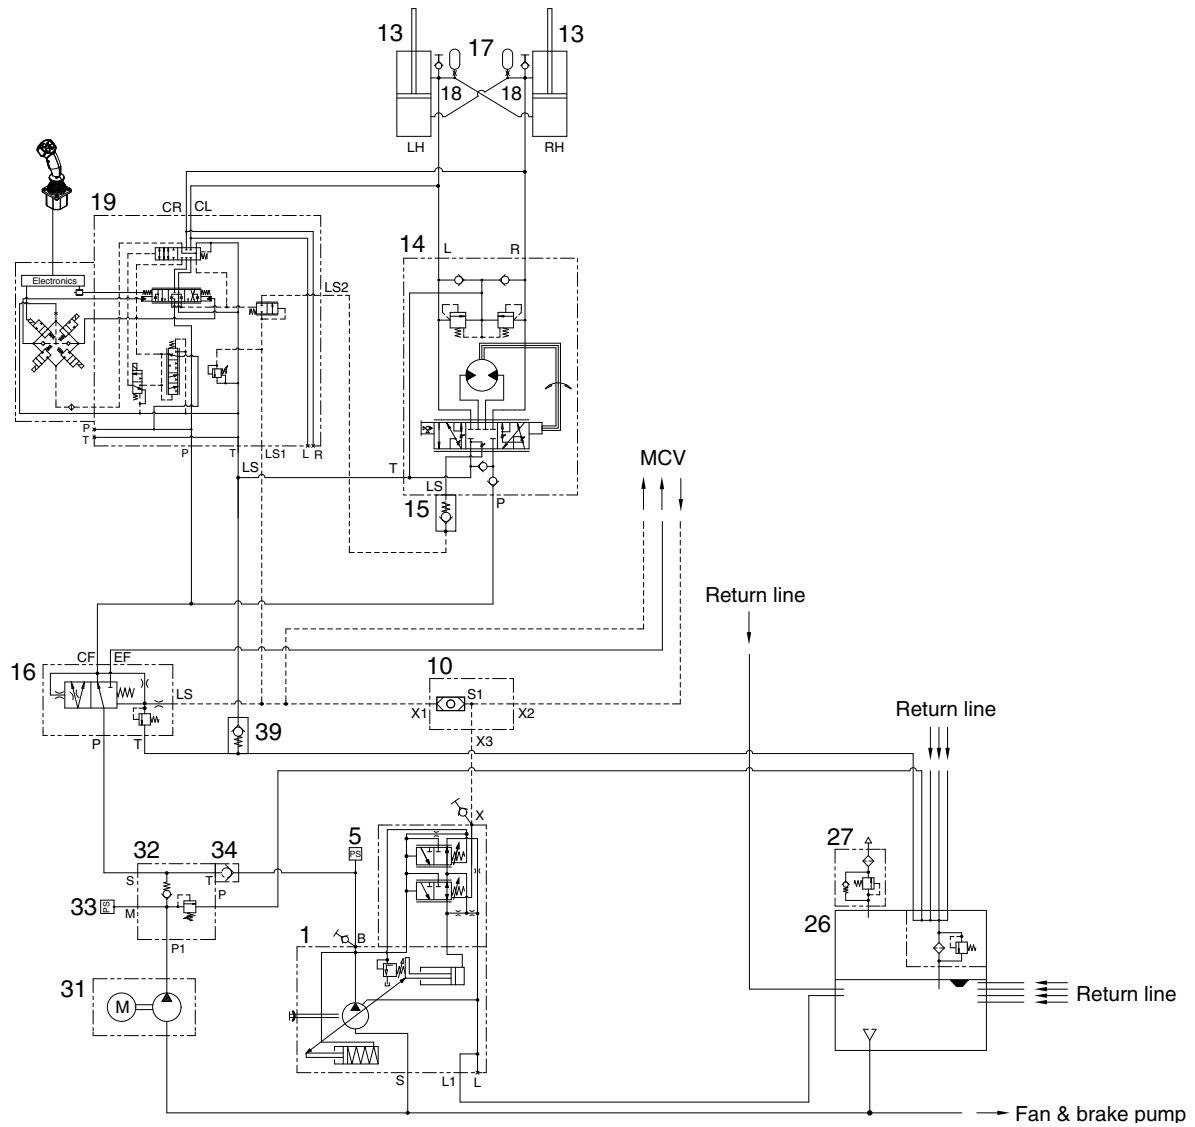 13
17
13
18
18
LH
RH
19
CR
CL
14
L
R
Electronics
LS2
P
T
P
T
LS1
L
R
LS
T
LS
MCV
15
P
Return line
CF
EF
16
10
LS
S1
X1
X2
Return line
39
P
T
X3
X
5
PS
27
32
34
S
T
P
33
PS
M
26
1
B
P1
31
M
Return line
S
L1
L
Fan & brake pump